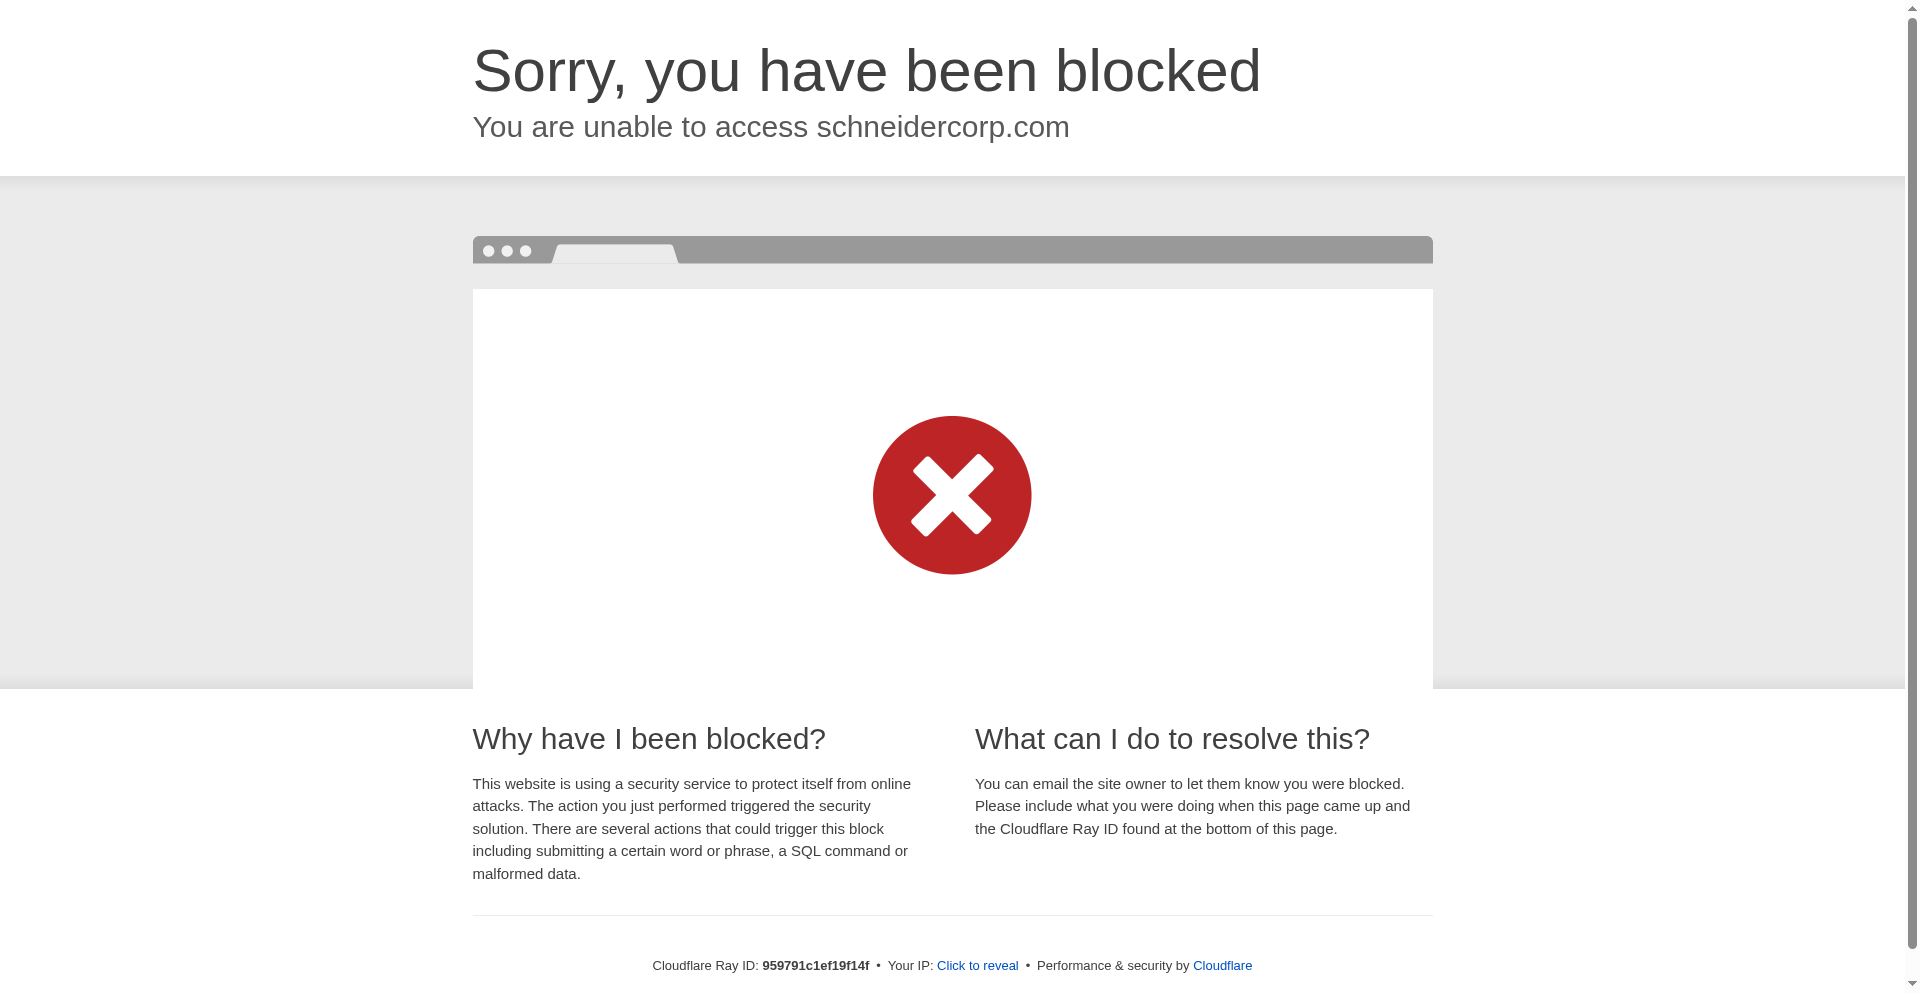 Sorry, you have been blocked
You are unable to access schneidercorp.com
Why have I been blocked?
This website is using a security service to protect itself from online
attacks. The action you just performed triggered the security
solution. There are several actions that could trigger this block
including submitting a certain word or phrase, a SQL command or
malformed data.
What can I do to resolve this?
You can email the site owner to let them know you were blocked.
Please include what you were doing when this page came up and
the Cloudflare Ray ID found at the bottom of this page.
Cloudflare Ray ID: 959791c1ef19f14f • Your IP: Click to reveal • Performance & security by Cloudflare